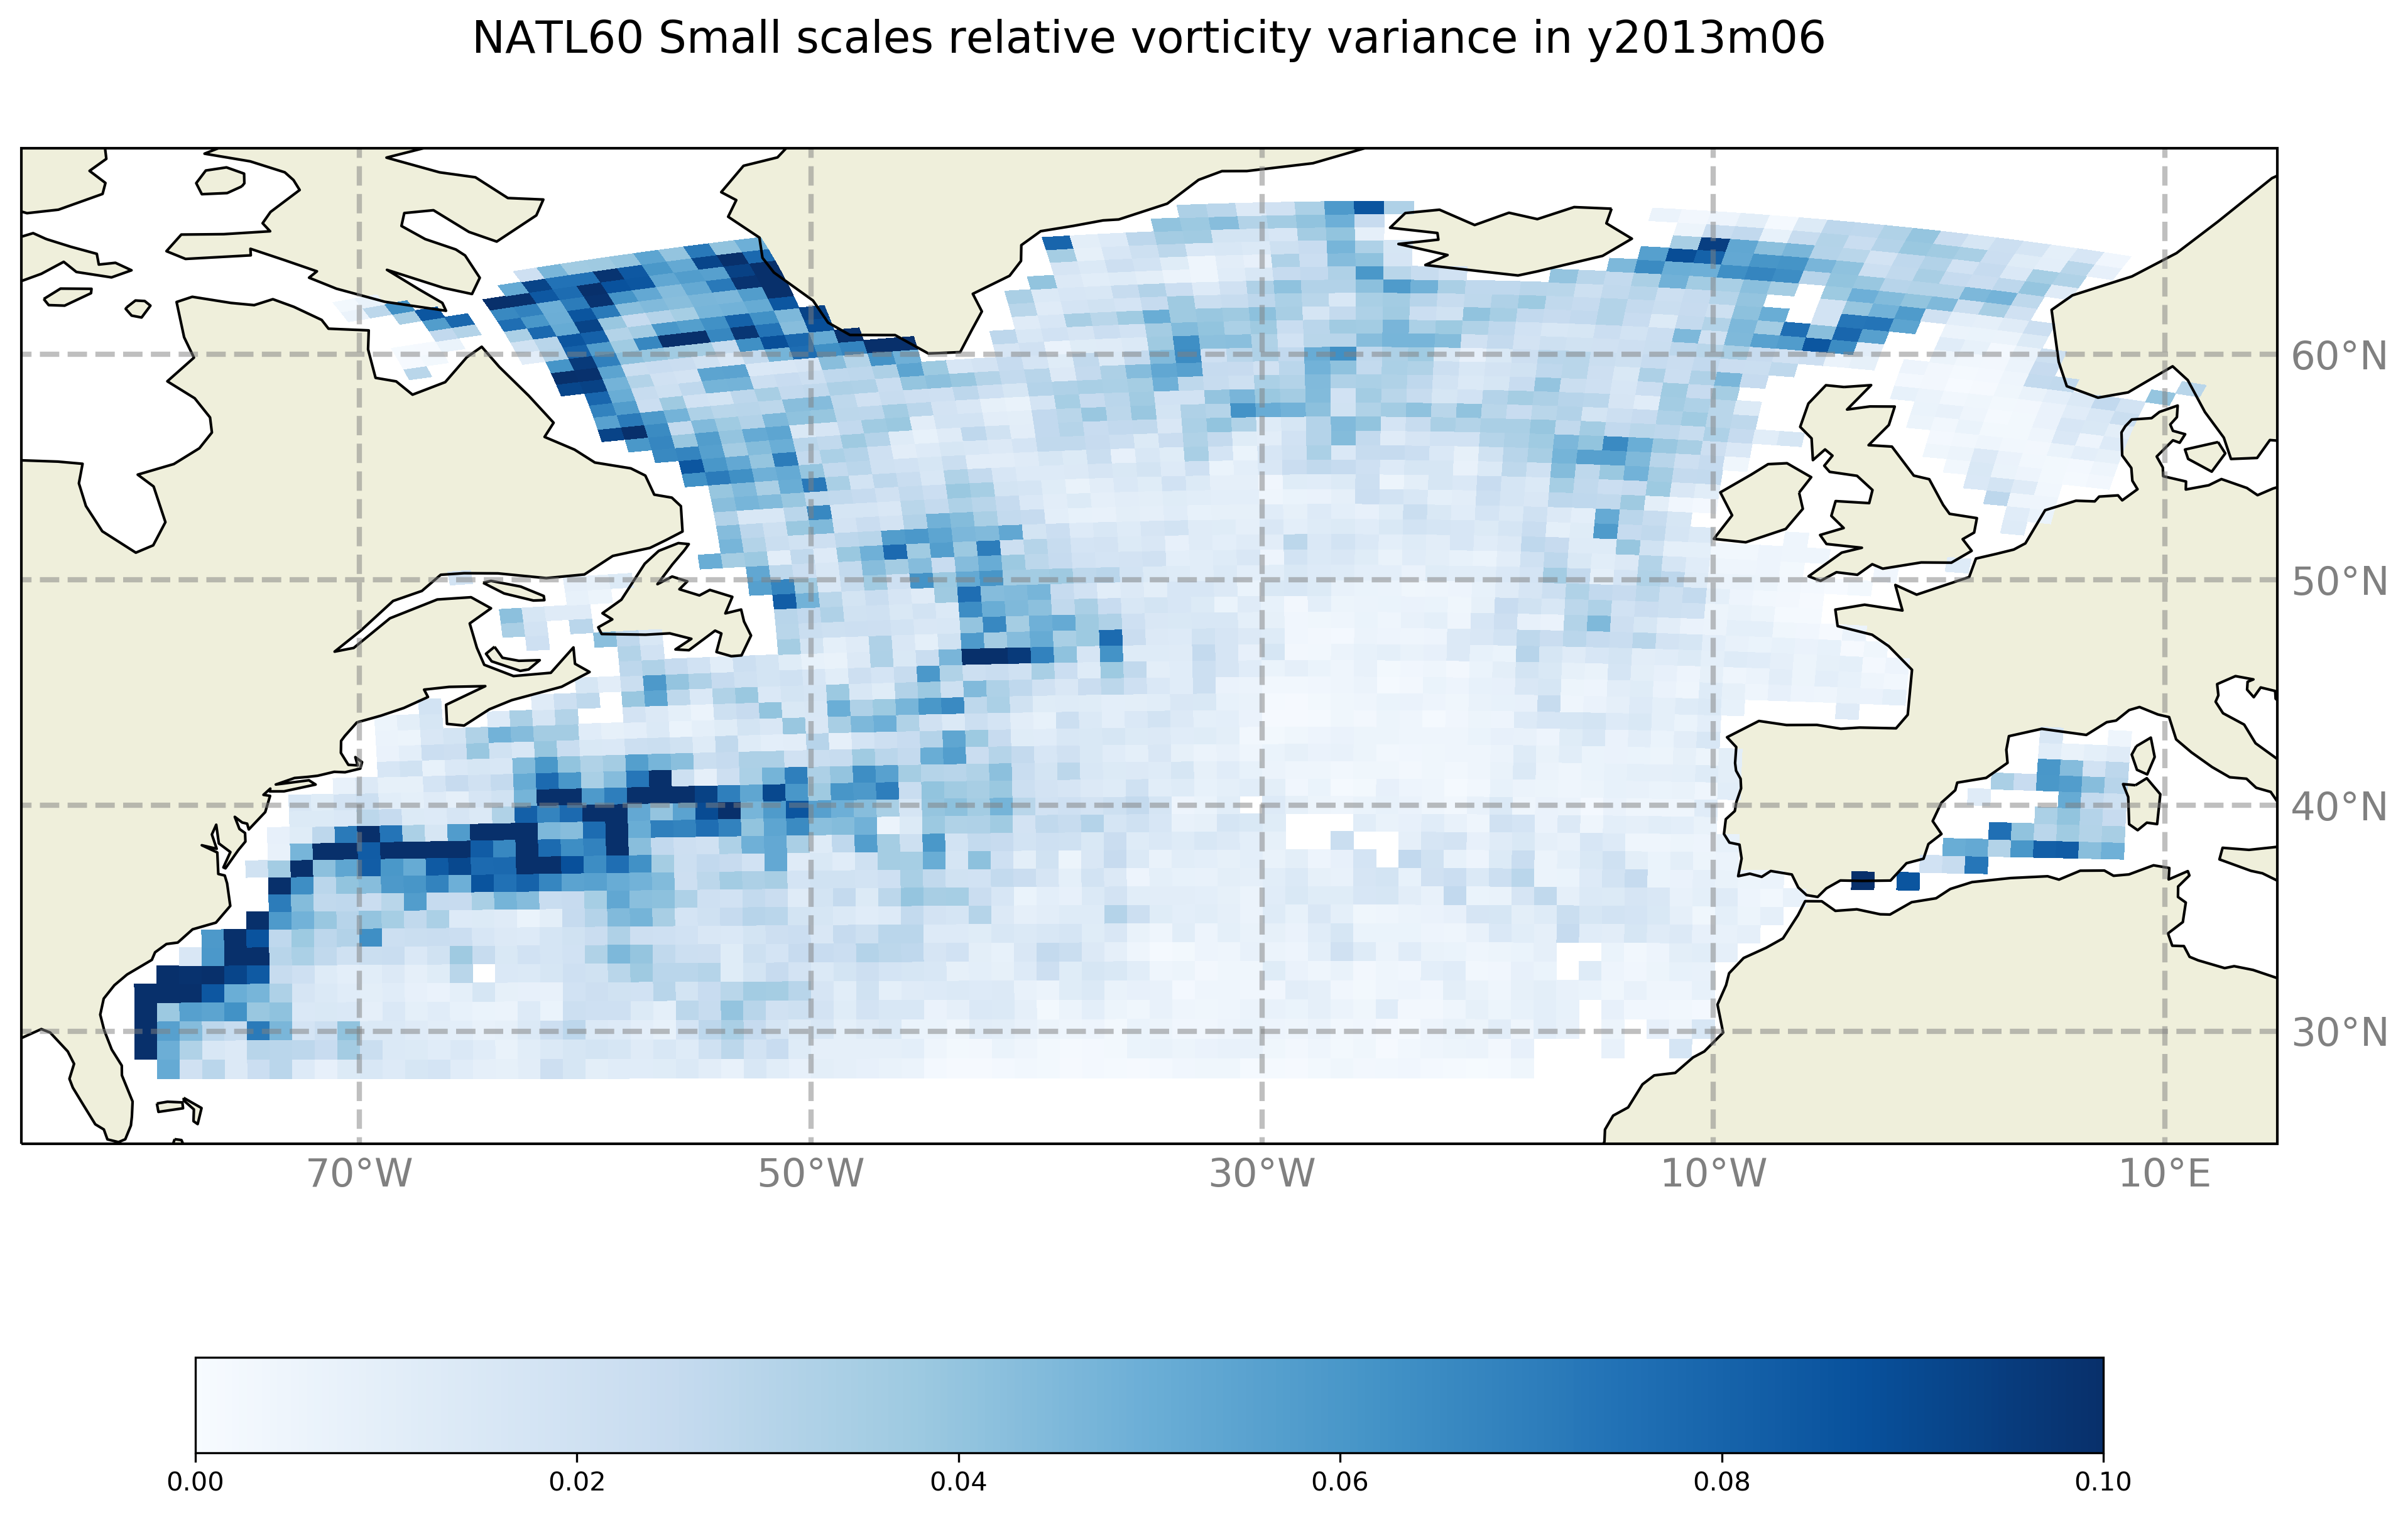 NATL60 Small scales relative vorticity variance in y2013m06
60°N
50°N
40°N
30°N
70°W 50°W 30°W 10°W 10°E
0.00 0.02 0.04 0.06 0.08 0.10